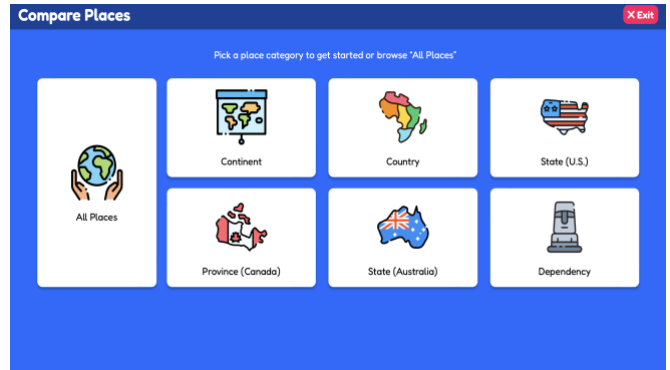 Compare Places
X Exit
Pick a place category to get started or browse "All Places"
All Places
Continent
Country
State (U.S.)
Province (Canada)
State (Australia)
Dependency